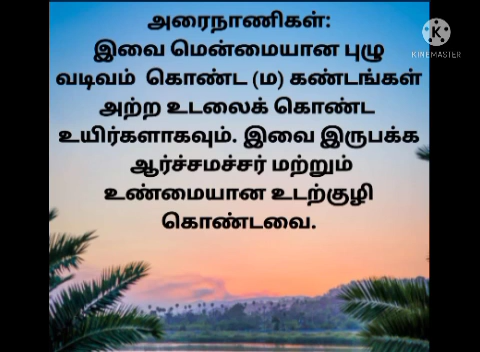 அரைநாணிகள்:
இவை மென்மையான புழு
வடிவம் கொண்ட (ம) கண்டங்கள்
அற்ற உடலைக் கொண்ட
உயிர்களாகவும். இவை இருபக்க
ஆர்ச்சமச்சர் மற்றும்
உண்மையான உடற்குழி
கொண்டவை.
KINEMASTER